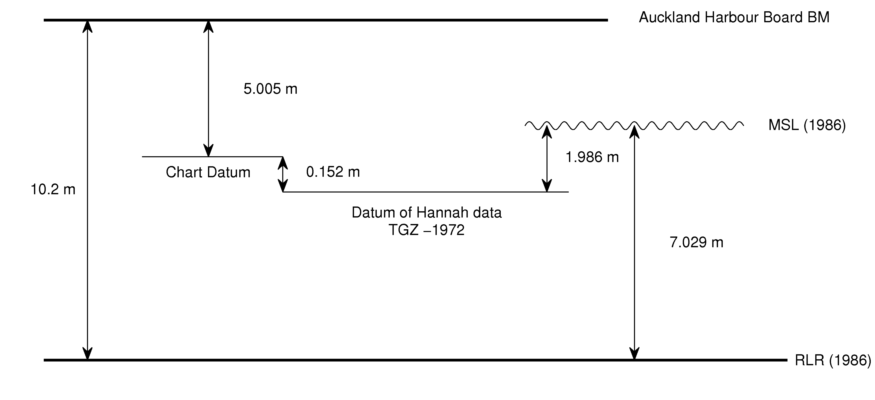 Auckland Harbour Board BM
5.005 m
MSL (1986)
1.986 m
Chart Datum
0.152 m
10.2 m
Datum of Hannah data
TGZ −1972
7.029 m
RLR (1986)